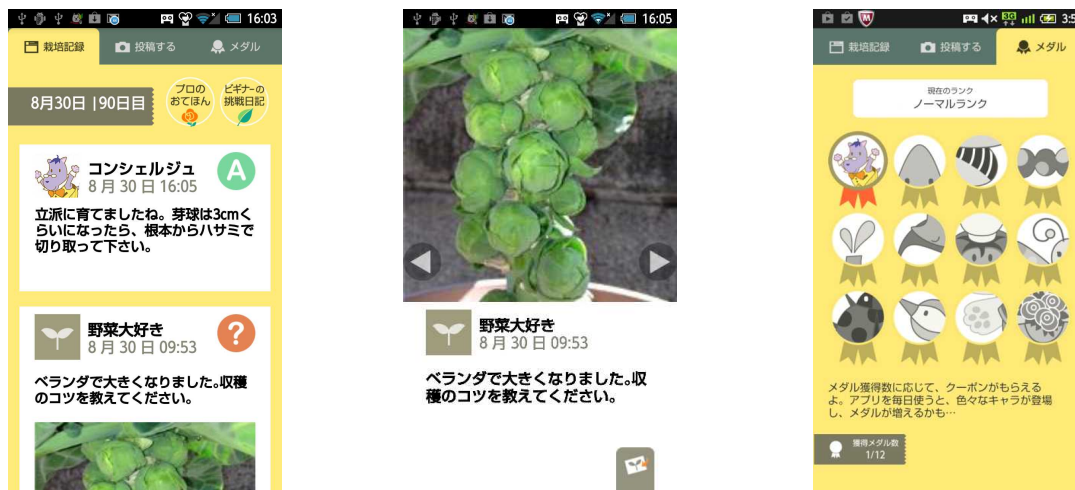 16:03
栽培記録
投稿する
メダル
8月30日 |90日目
プロの
おてほん
ビギナーの
挑戦日記
コンシェルジュ
8 月 30 日 16:05
A
立派に育てましたね。芽球は3cmく
らいになったら、根本からハサミで
切り取って下さい。
野菜大好き
8 月 30 日 09:53
?
ベランダで大きくなりました。収穫
のコツを教えてください。
16:05
野菜大好き
8 月 30 日 09:53
ベランダで大きくなりました。収
穫のコツを教えてください。
3G
3:5
栽培記録
投稿する
メダル
現在のランク
ノーマルランク
メダル獲得数に応じて、クーポンがもらえる
よ。アプリを毎日使うと、色々なキャラが登場
し、メダルが増えるかも…
獲得メダル数
1/12